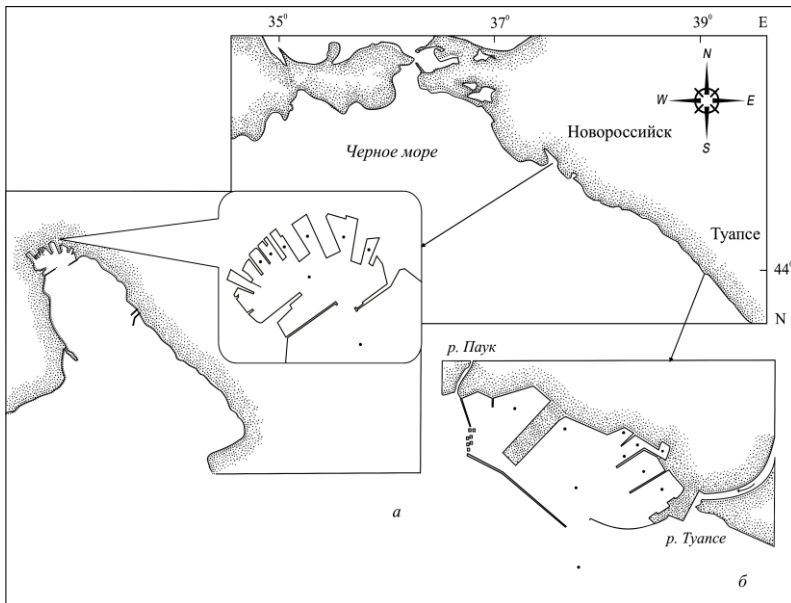 35⁰ 37⁰ 39⁰ E
N
W E
S
Новороссийск
Черное море
Туапсе
44⁰
N
р. Паук
а
р. Туапсе
б